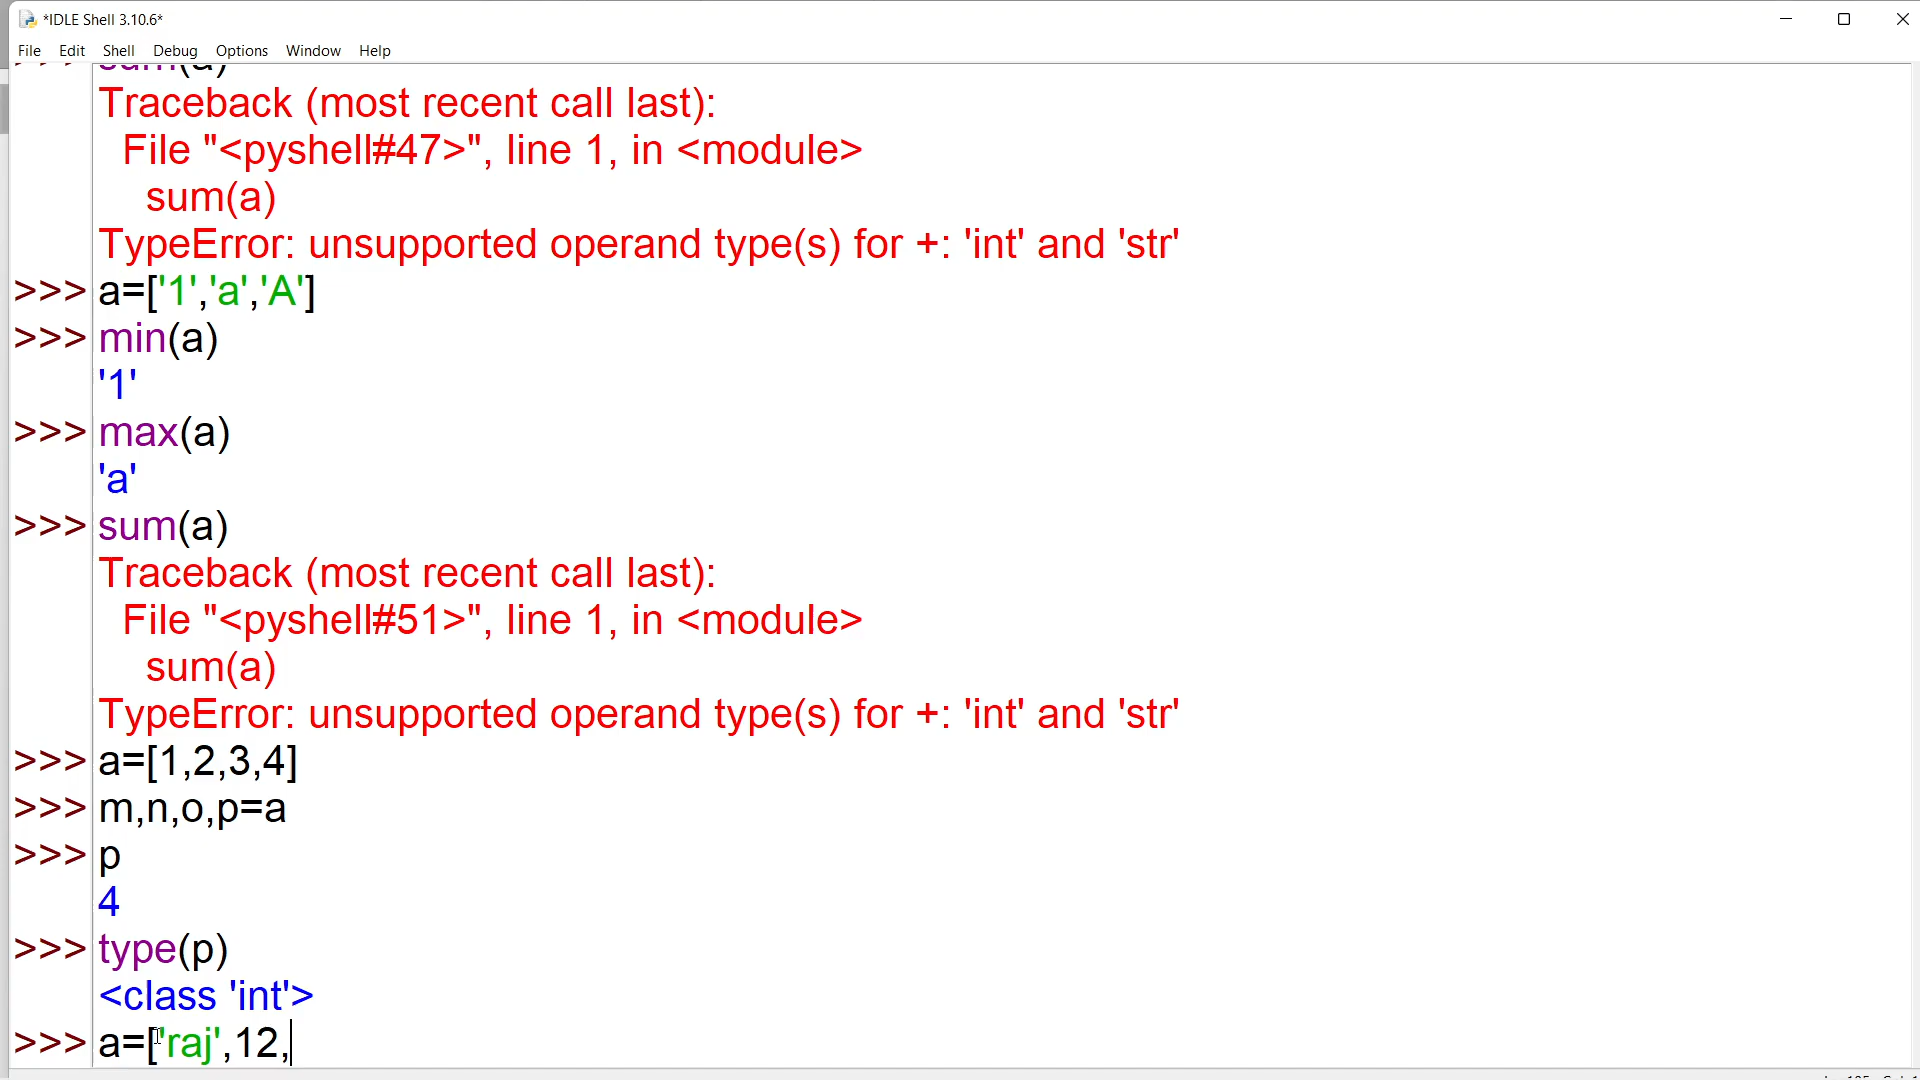 *IDLE Shell 3.10.6*
File Edit Shell Debug Options Window Help
>>> sum(a)
Traceback (most recent call last):
  File "<pyshell#47>", line 1, in <module>
    sum(a)
TypeError: unsupported operand type(s) for +: 'int' and 'str'
>>> a=['1','a','A']
>>> min(a)
'1'
>>> max(a)
'a'
>>> sum(a)
Traceback (most recent call last):
  File "<pyshell#51>", line 1, in <module>
    sum(a)
TypeError: unsupported operand type(s) for +: 'int' and 'str'
>>> a=[1,2,3,4]
>>> m,n,o,p=a
>>> p
4
>>> type(p)
<class 'int'>
>>> a=['raj',12,